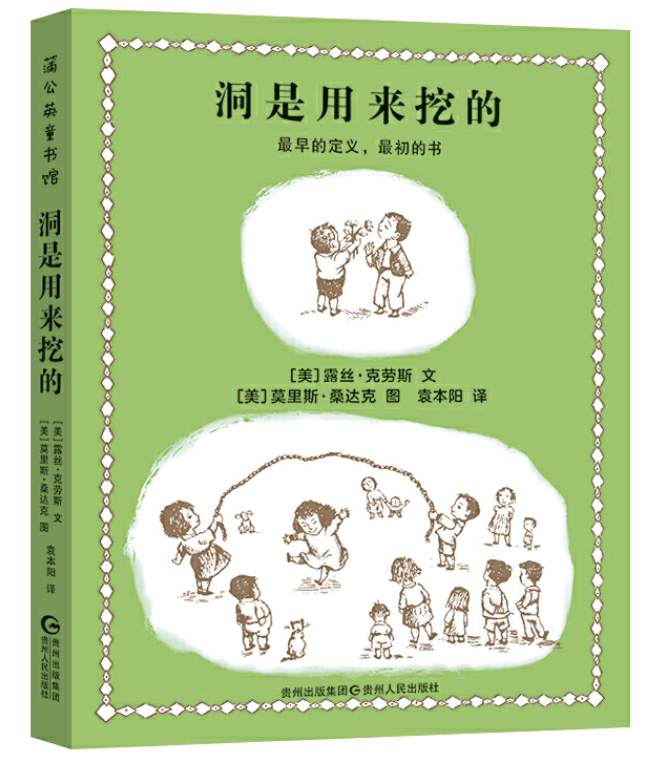 蒲公英童书馆
洞是用来挖的
[美]露丝·克劳斯 文
[美]莫里斯·桑达克 图
袁本阳 译
贵州出版集团
贵州人民出版社
洞是用来挖的
最早的定义，最初的书
[美]露丝·克劳斯 文
[美]莫里斯·桑达克 图 袁本阳 译
贵州出版集团 贵州人民出版社